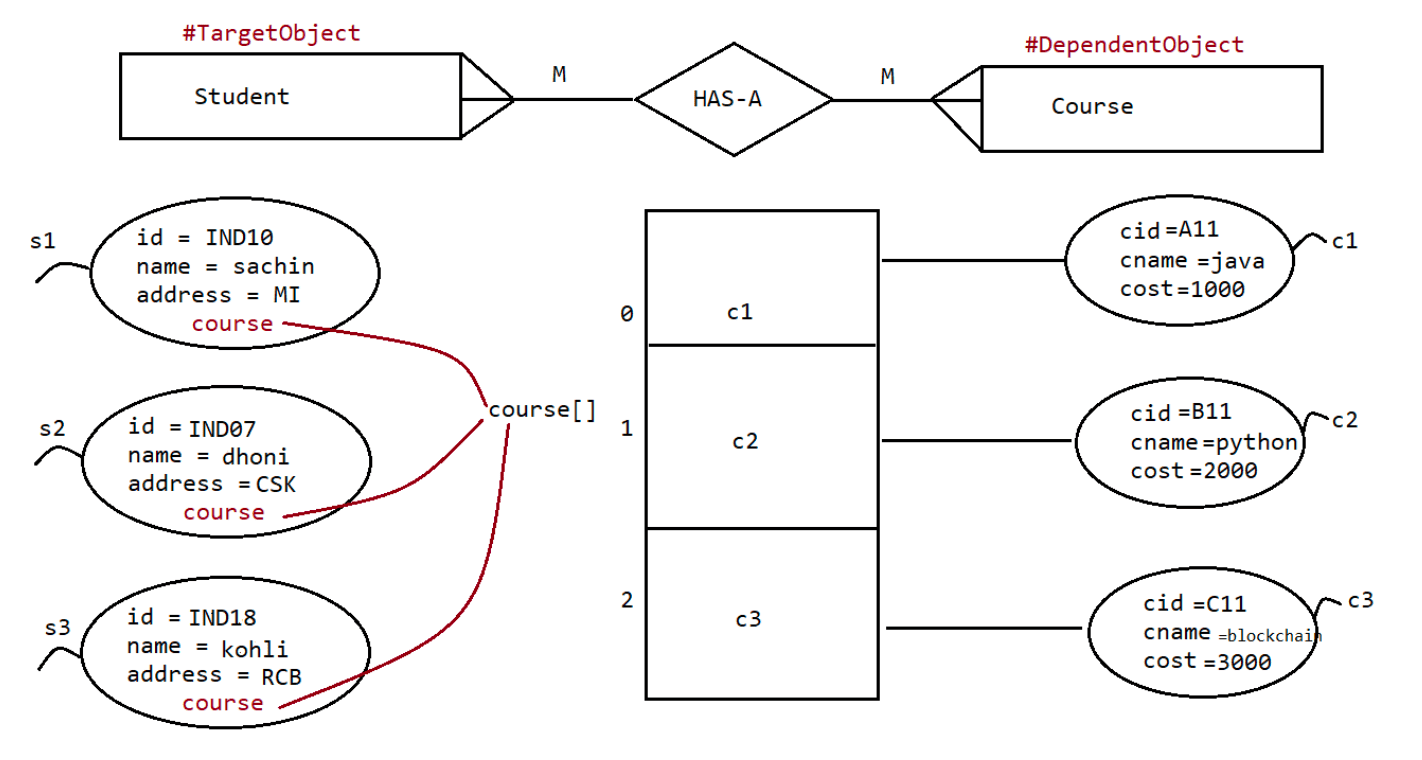 #TargetObject
#DependentObject
Student
M
HAS-A
M
Course
s1
id = IND10
name = sachin
address = MI
course
s2
id = IND07
name = dhoni
address = CSK
course
s3
id = IND18
name = kohli
address = RCB
course
course[]
0
c1
1
c2
2
c3
cid =A11
cname =java
cost=1000
c1
cid =B11
cname=python
cost=2000
c2
cid =C11
cname =blockchain
cost=3000
c3